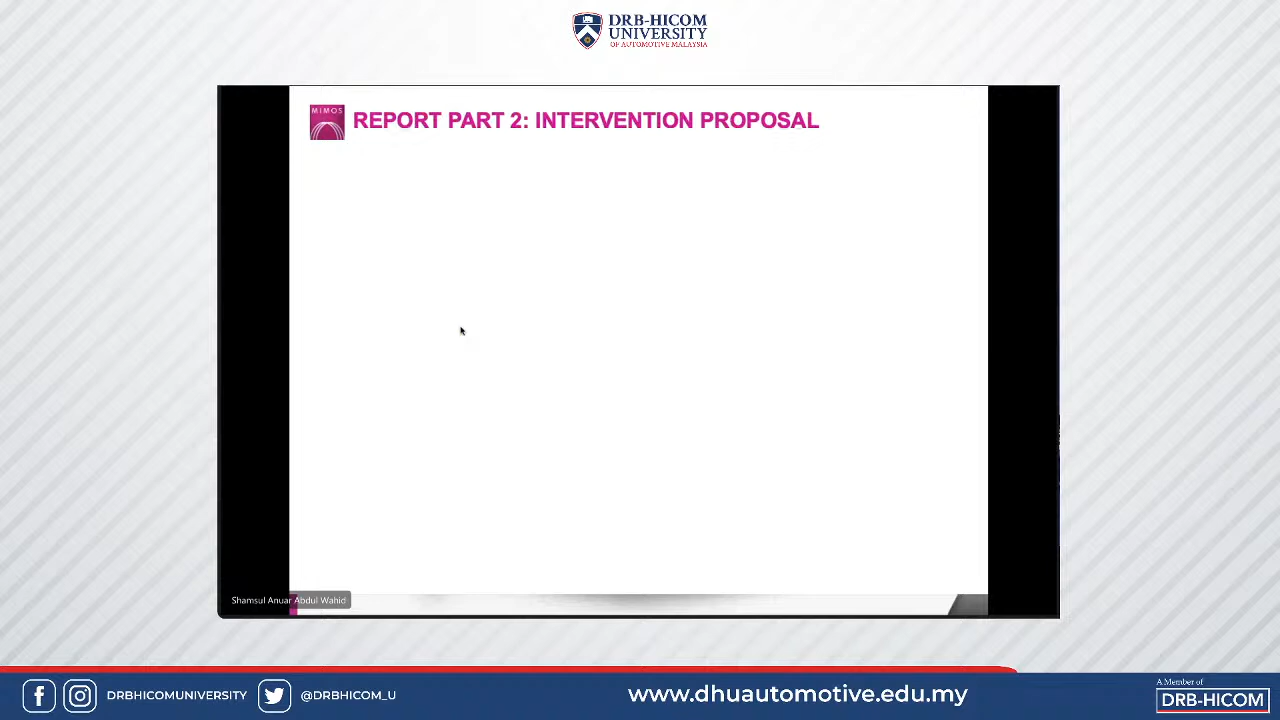 DRB-HICOM
UNIVERSITY
OF AUTOMOTIVE MALAYSIA
MIMOS
REPORT PART 2: INTERVENTION PROPOSAL
Shamsul Anuar Abdul Wahid
DRBHICOMUNIVERSITY
@DRBHICOM_U
www.dhuautomotive.edu.my
A Member of
DRB-HICOM